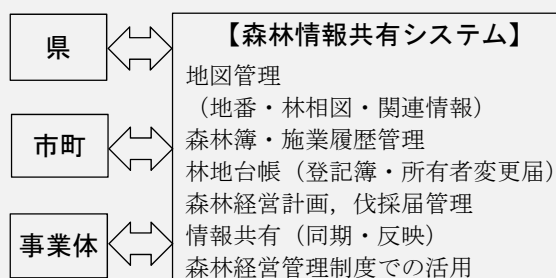 県
市町
事業体
【森林情報共有システム】
地図管理
（地番・林相図・関連情報）
森林簿・施業履歴管理
林地台帳（登記簿・所有者変更届）
森林経営計画，伐採届管理
情報共有（同期・反映）
森林経営管理制度での活用